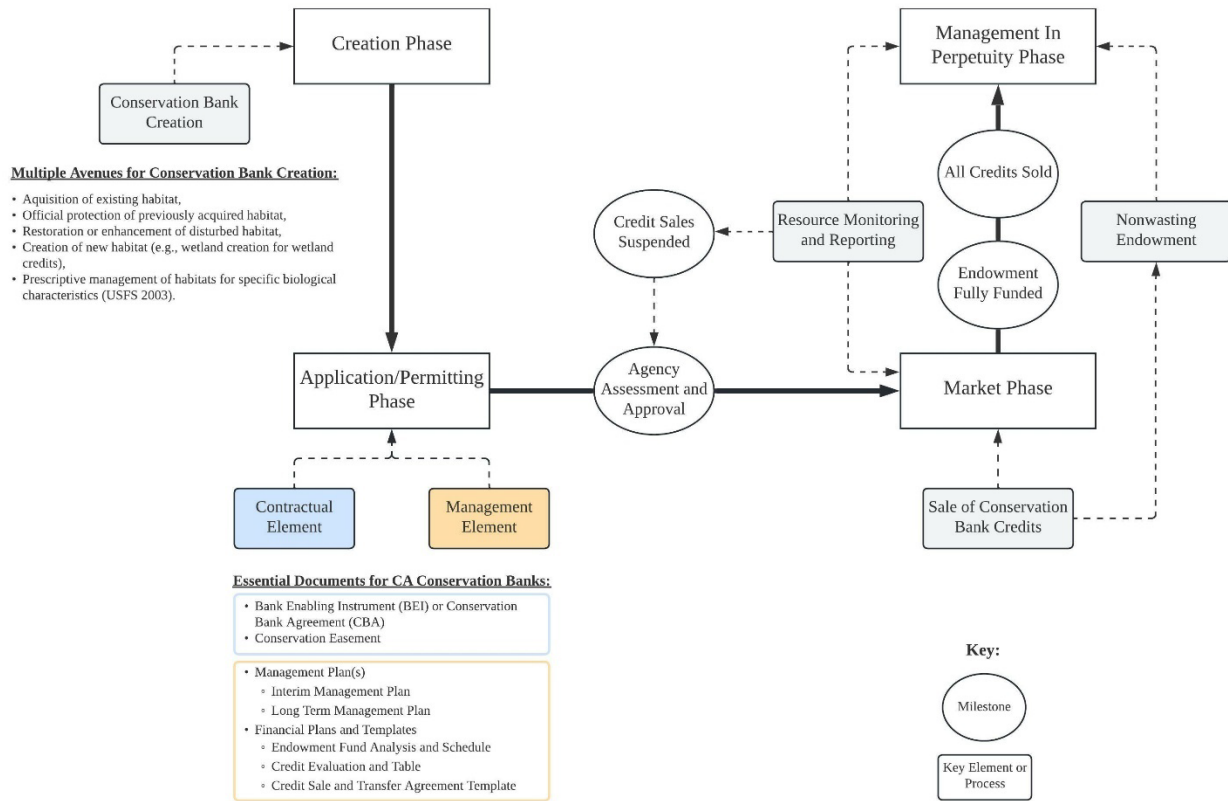 Creation Phase
Conservation Bank
Creation
Multiple Avenues for Conservation Bank Creation:
• Aquisition of existing habitat,
• Official protection of previously acquired habitat,
• Restoration or enhancement of disturbed habitat,
• Creation of new habitat (e.g., wetland creation for wetland
credits),
• Prescriptive management of habitats for specific biological
characteristics (USFS 2003).
Management In
Perpetuity Phase
All Credits Sold
Credit Sales
Suspended
Resource Monitoring
and Reporting
Nonwasting
Endowment
Endowment
Fully Funded
Application/Permitting
Phase
Agency
Assessment and
Approval
Market Phase
Contractual
Element
Management
Element
Sale of Conservation
Bank Credits
Essential Documents for CA Conservation Banks:
• Bank Enabling Instrument (BEI) or Conservation
Bank Agreement (CBA)
• Conservation Easement
• Management Plan(s)
◦ Interim Management Plan
◦ Long Term Management Plan
• Financial Plans and Templates
◦ Endowment Fund Analysis and Schedule
◦ Credit Evaluation and Table
◦ Credit Sale and Transfer Agreement Template
Key:
Milestone
Key Element or
Process